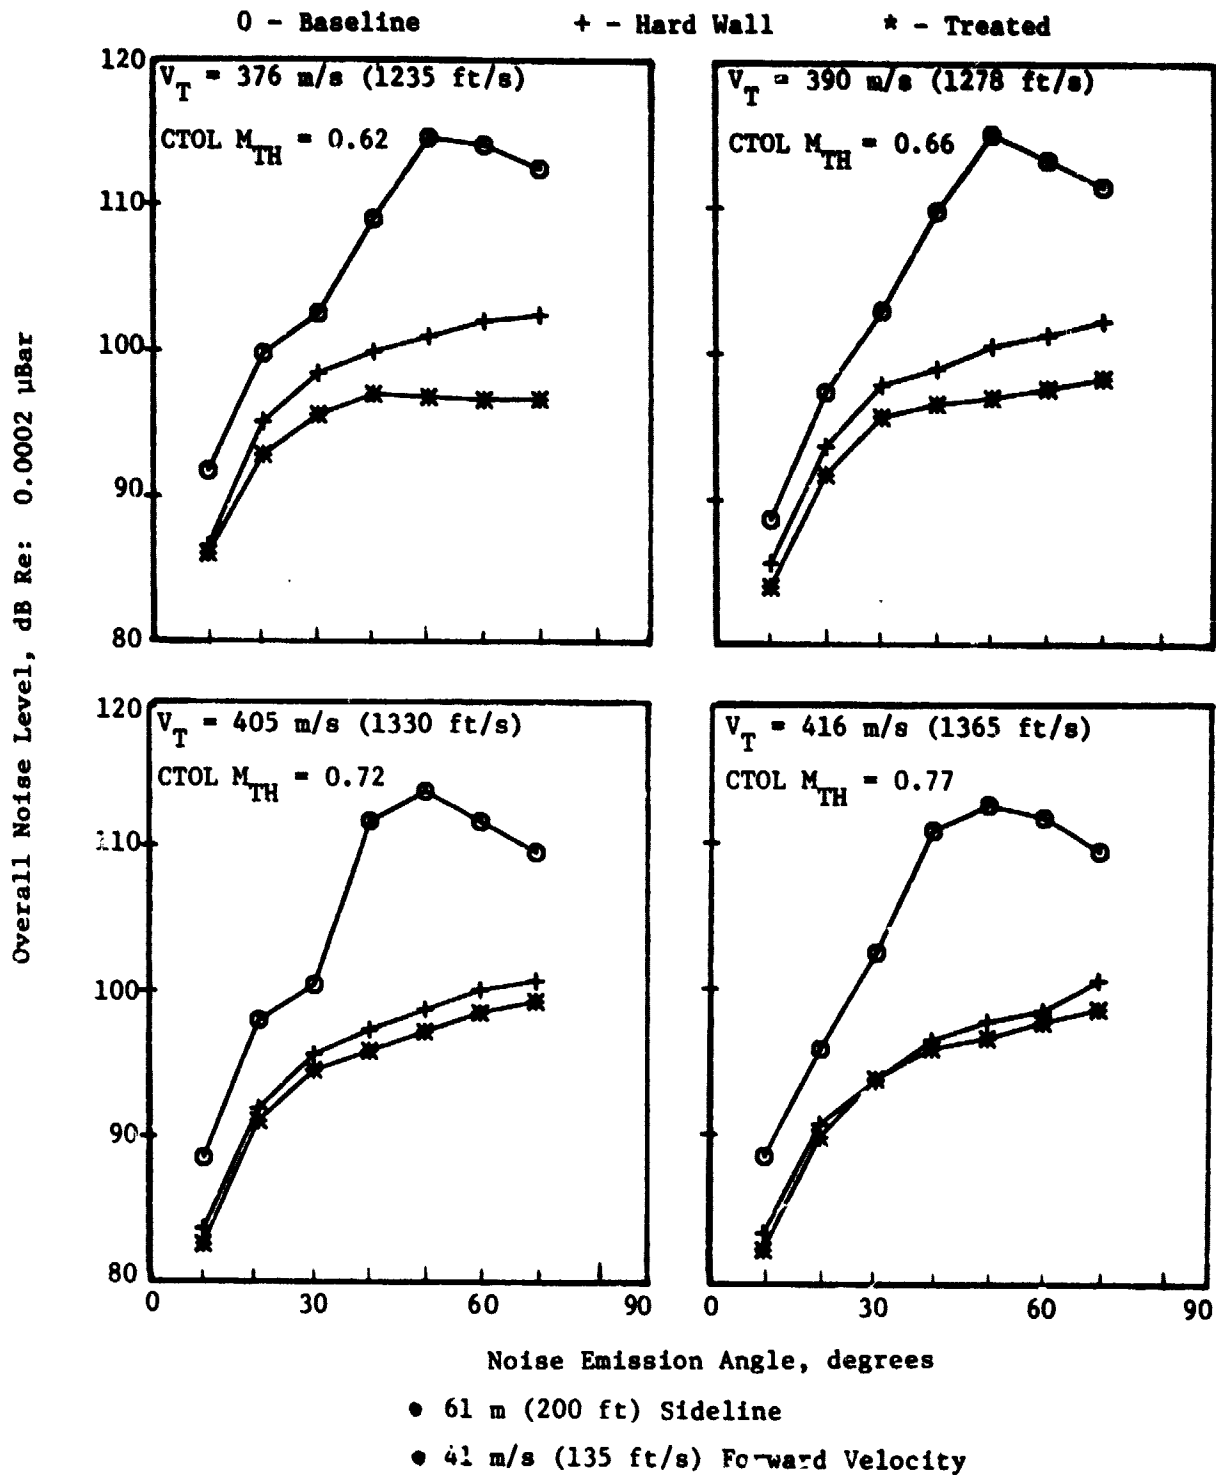 O - Baseline + - Hard Wall * - Treated
V_T = 376 m/s (1235 ft/s)
CTOL M_TH = 0.62
V_T = 390 m/s (1278 ft/s)
CTOL M_TH = 0.66
120
110
100
90
80
Overall Noise Level, dB Re: 0.0002 μBar
V_T = 405 m/s (1330 ft/s)
CTOL M_TH = 0.72
V_T = 416 m/s (1365 ft/s)
CTOL M_TH = 0.77
120
110
100
90
80
0 30 60 90 0 30 60 90
Noise Emission Angle, degrees
• 61 m (200 ft) Sideline
• 41 m/s (135 ft/s) Forward Velocity